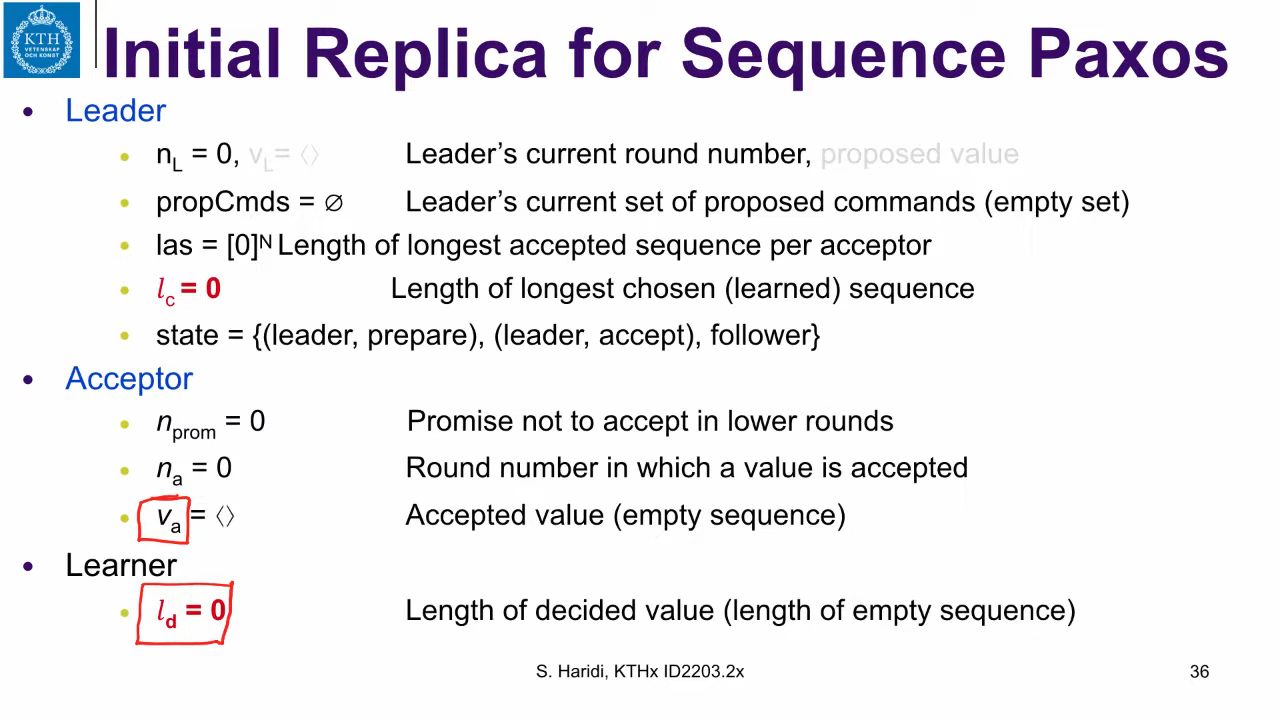 KTH
VETENSKAP
OCH KONST
Initial Replica for Sequence Paxos
• Leader
• nL = 0, vL= ⟨⟩ Leader's current round number, proposed value
• propCmds = ∅ Leader's current set of proposed commands (empty set)
• las = [0]^N Length of longest accepted sequence per acceptor
• lc = 0 Length of longest chosen (learned) sequence
• state = {(leader, prepare), (leader, accept), follower}
• Acceptor
• nprom = 0 Promise not to accept in lower rounds
• na = 0 Round number in which a value is accepted
• va = ⟨⟩ Accepted value (empty sequence)
• Learner
• ld = 0 Length of decided value (length of empty sequence)
S. Haridi, KTHx ID2203.2x 36